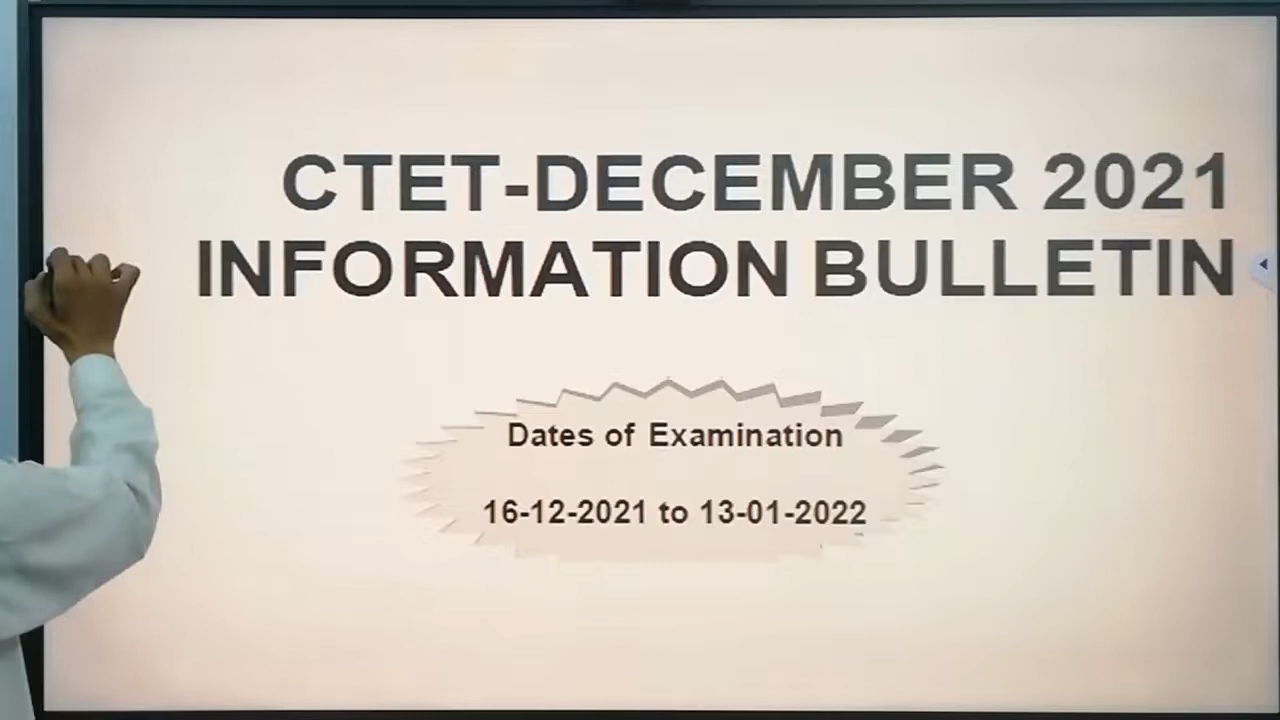 CTET-DECEMBER 2021
INFORMATION BULLETIN
Dates of Examination
16-12-2021 to 13-01-2022